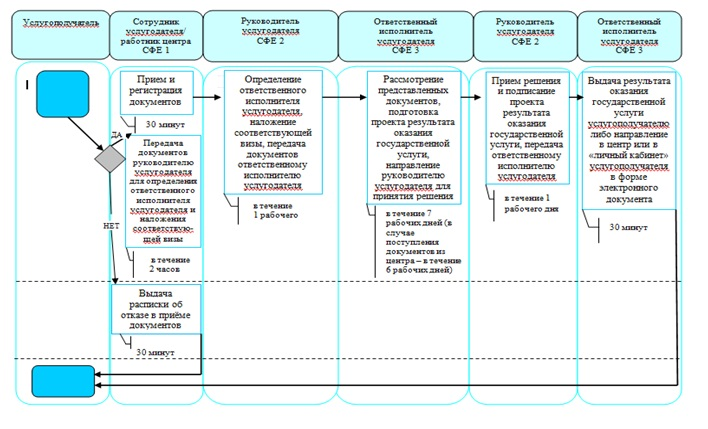 Услугополучатель
Сотрудник
услугодателя/
работник центра
СФЕ 1
Руководитель
услугодателя
СФЕ 2
Ответственный
исполнитель
услугодателя
СФЕ 3
Руководитель
услугодателя
СФЕ 2
Ответственный
исполнитель
услугодателя
СФЕ 3
Прием и
регистрация
документов
30 минут
ДА
Передача
документов
руководителю
услугодателя
для определения
ответственного
исполнителя
услугодателя и
наложения
соответствую-
щей визы
в течение
2 часов
НЕТ
Выдача
расписки об
отказе в приёме
документов
30 минут
Определение
ответственного
исполнителя
услугодателя,
наложение
соответствующей
визы, передача
документов
ответственному
исполнителю
услугодателя
в течение
1 рабочего
Рассмотрение
представленных
документов,
подготовка
проекта результата
оказания
государственной
услуги,
направление
руководителю
услугодателя для
принятия решения
в течение 7
рабочих дней (в
случае
поступления
документов из
центра – в течение
6 рабочих дней)
Прием решения
и подписание
проекта
результата
оказания
государственной
услуги, передача
ответственному
исполнителю
услугодателя
в течение 1
рабочего дня
Выдача результата
оказания
государственной
услуги
услугополучателю
либо направление
в центр или в
«личный кабинет»
услугополучателя
в форме
электронного
документа
30 минут